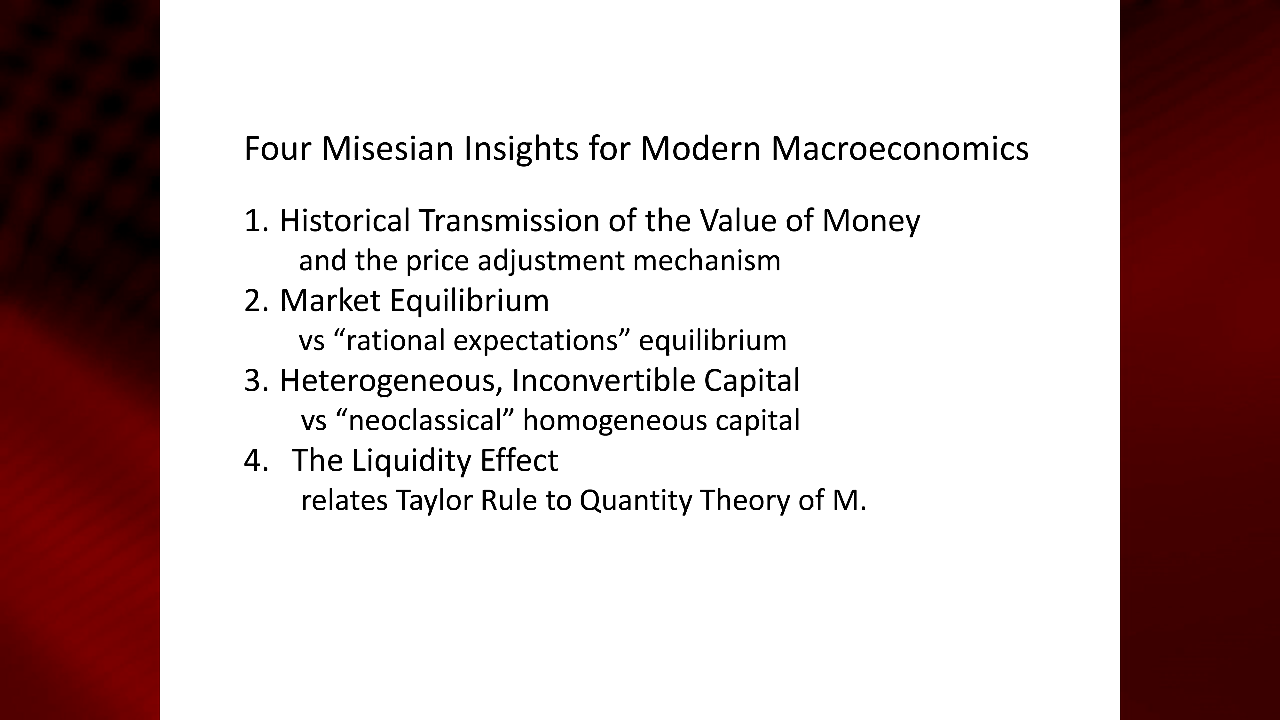 Four Misesian Insights for Modern Macroeconomics
1. Historical Transmission of the Value of Money
and the price adjustment mechanism
2. Market Equilibrium
vs “rational expectations” equilibrium
3. Heterogeneous, Inconvertible Capital
vs “neoclassical” homogeneous capital
4. The Liquidity Effect
relates Taylor Rule to Quantity Theory of M.